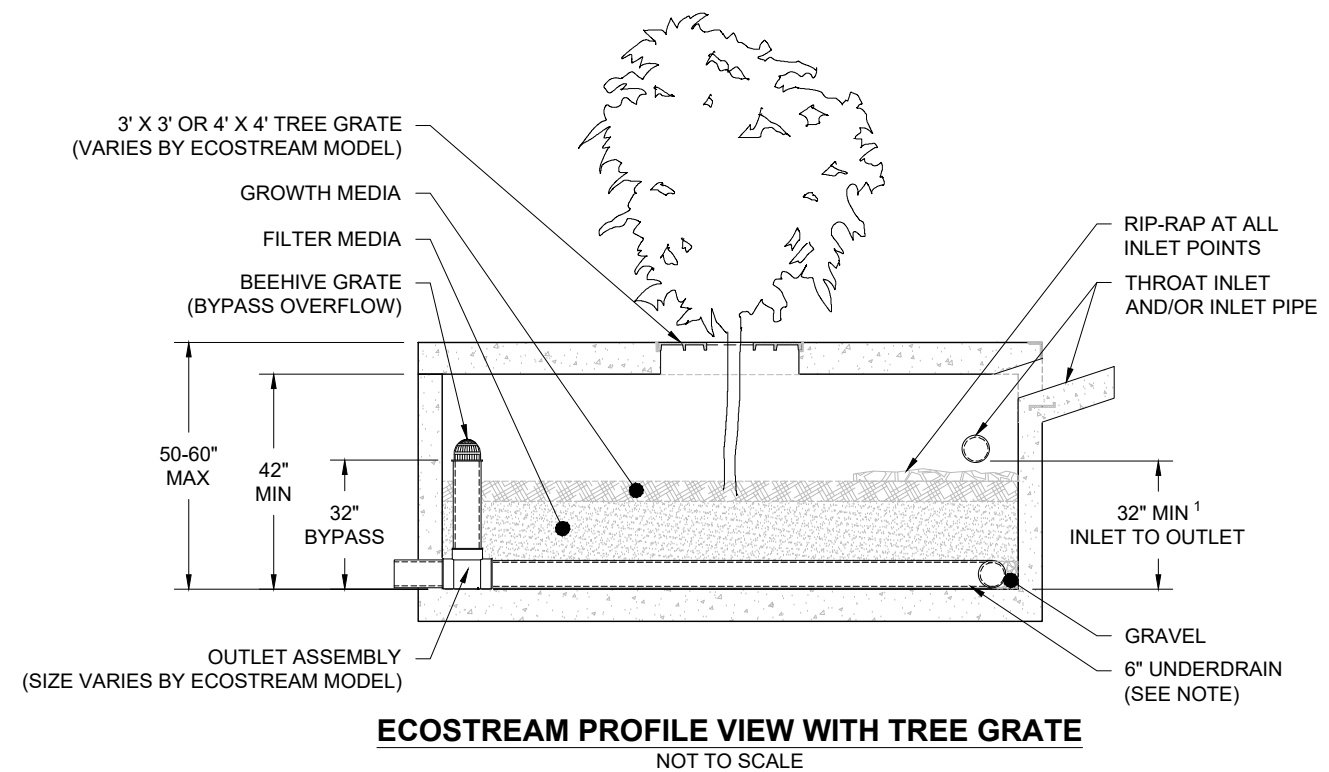 3' X 3' OR 4' X 4' TREE GRATE
(VARIES BY ECOSTREAM MODEL)
GROWTH MEDIA
FILTER MEDIA
BEEHIVE GRATE
(BYPASS OVERFLOW)
RIP-RAP AT ALL
INLET POINTS
THROAT INLET
AND/OR INLET PIPE
50-60"
MAX
42"
MIN
32"
BYPASS
32" MIN 1
INLET TO OUTLET
OUTLET ASSEMBLY
(SIZE VARIES BY ECOSTREAM MODEL)
GRAVEL
6" UNDERDRAIN
(SEE NOTE)
ECOSTREAM PROFILE VIEW WITH TREE GRATE
NOT TO SCALE